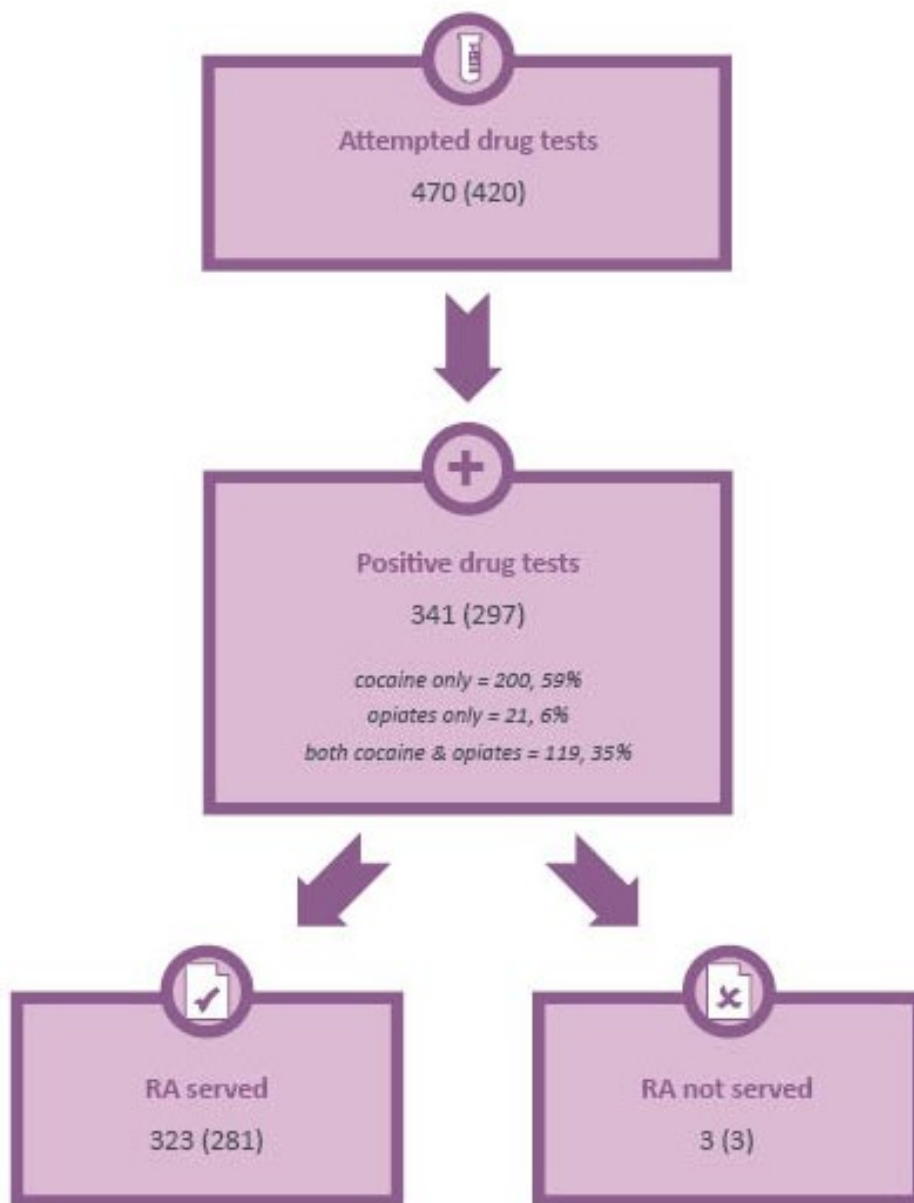 Attempted drug tests
470 (420)
Positive drug tests
341 (297)
cocaine only = 200, 59%
opiates only = 21, 6%
both cocaine & opiates = 119, 35%
RA served
323 (281)
RA not served
3 (3)